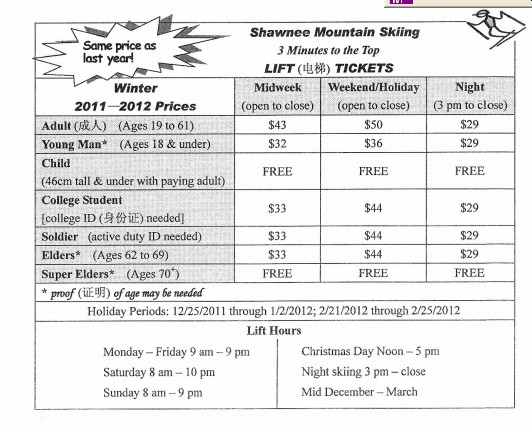 Same price as
last year!
Shawnee Mountain Skiing
3 Minutes to the Top
LIFT (电梯) TICKETS
Winter
2011—2012 Prices
Midweek
(open to close)
Weekend/Holiday
(open to close)
Night
(3 pm to close)
Adult (成人) (Ages 19 to 61) $43 $50 $29
Young Man* (Ages 18 & under) $32 $36 $29
Child
(46cm tall & under with paying adult) FREE FREE FREE
College Student
[college ID (身份证) needed] $33 $44 $29
Soldier (active duty ID needed) $33 $44 $29
Elders* (Ages 62 to 69) $33 $44 $29
Super Elders* (Ages 70+) FREE FREE FREE
* proof (证明) of age may be needed
Holiday Periods: 12/25/2011 through 1/2/2012; 2/21/2012 through 2/25/2012
Lift Hours
Monday – Friday 9 am – 9 pm
Saturday 8 am – 10 pm
Sunday 8 am – 9 pm
Christmas Day Noon – 5 pm
Night skiing 3 pm – close
Mid December – March